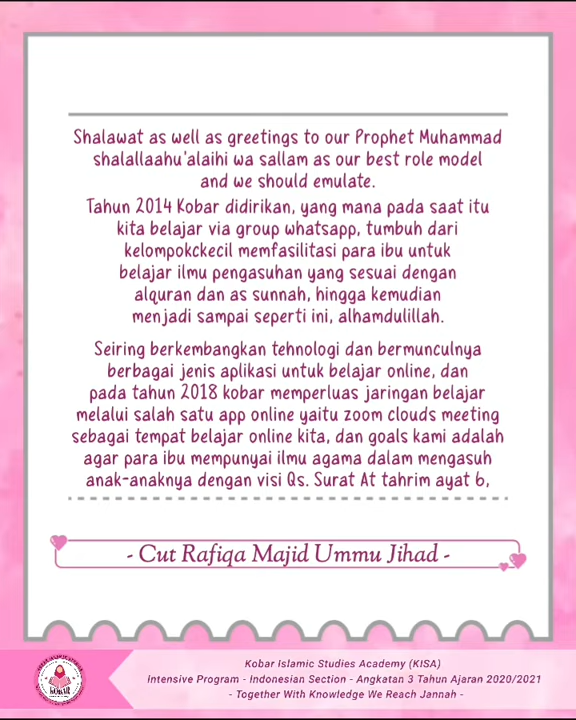 Shalawat as well as greetings to our Prophet Muhammad
shalallaahu'alaihi wa sallam as our best role model
and we should emulate.
Tahun 2014 Kobar didirikan, yang mana pada saat itu
kita belajar via group whatsapp, tumbuh dari
kelompokckecil memfasilitasi para ibu untuk
belajar ilmu pengasuhan yang sesuai dengan
alquran dan as sunnah, hingga kemudian
menjadi sampai seperti ini, alhamdulillah.
Seiring berkembangkan tehnologi dan bermunculnya
berbagai jenis aplikasi untuk belajar online, dan
pada tahun 2018 kobar memperluas jaringan belajar
melalui salah satu app online yaitu zoom clouds meeting
sebagai tempat belajar online kita, dan goals kami adalah
agar para ibu mempunyai ilmu agama dalam mengasuh
anak-anaknya dengan visi Qs. Surat At tahrim ayat 6,
- Cut Rafiqa Majid Ummu Jihad -
KOBAR
Kobar Islamic Studies Academy (KISA)
Intensive Program - Indonesian Section - Angkatan 3 Tahun Ajaran 2020/2021
- Together With Knowledge We Reach Jannah -